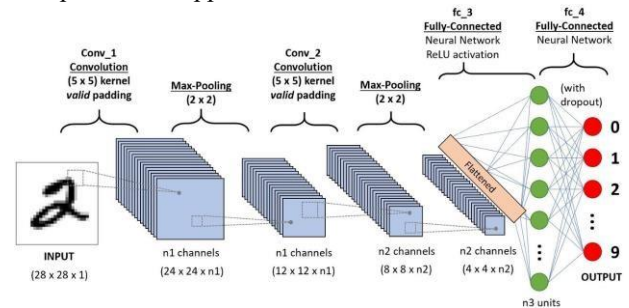 fc_3
Fully-Connected
Neural Network
ReLU activation
fc_4
Fully-Connected
Neural Network
Conv_1
Convolution
(5 x 5) kernel
valid padding
Max-Pooling
(2 x 2)
Conv_2
Convolution
(5 x 5) kernel
valid padding
Max-Pooling
(2 x 2)
(with
dropout)
Flattened
0
1
2
9
2
INPUT
(28 x 28 x 1)
n1 channels
(24 x 24 x n1)
n1 channels
(12 x 12 x n1)
n2 channels
(8 x 8 x n2)
n2 channels
(4 x 4 x n2)
OUTPUT
n3 units